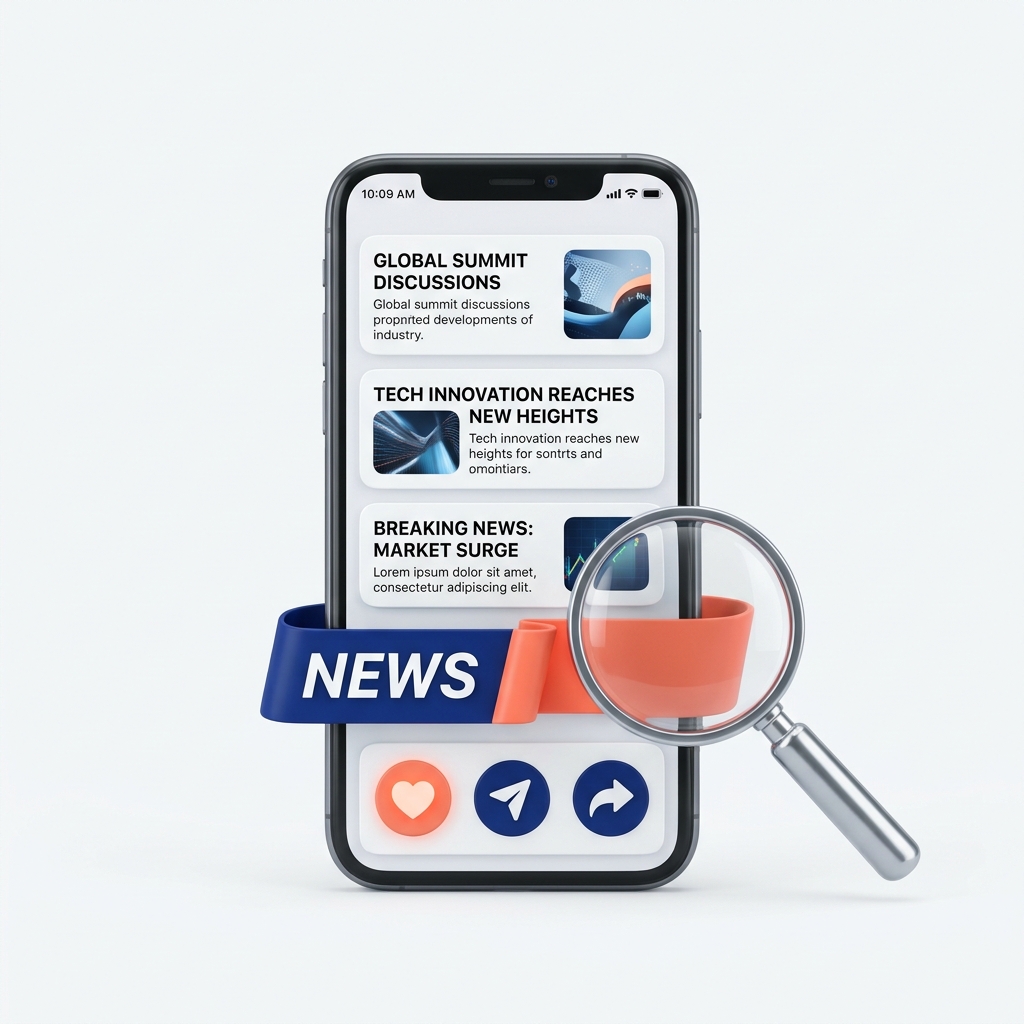 10:09 AM
GLOBAL SUMMIT
DISCUSSIONS
Global summit discussions
propnrted developments of
industry.
TECH INNOVATION REACHES
NEW HEIGHTS
Tech innovation reaches new
heights for sontrts and
omontiars.
BREAKING NEWS:
MARKET SURGE
Lorem ipsum dolor sit amet,
consectetur adipiscing elit.
NEWS